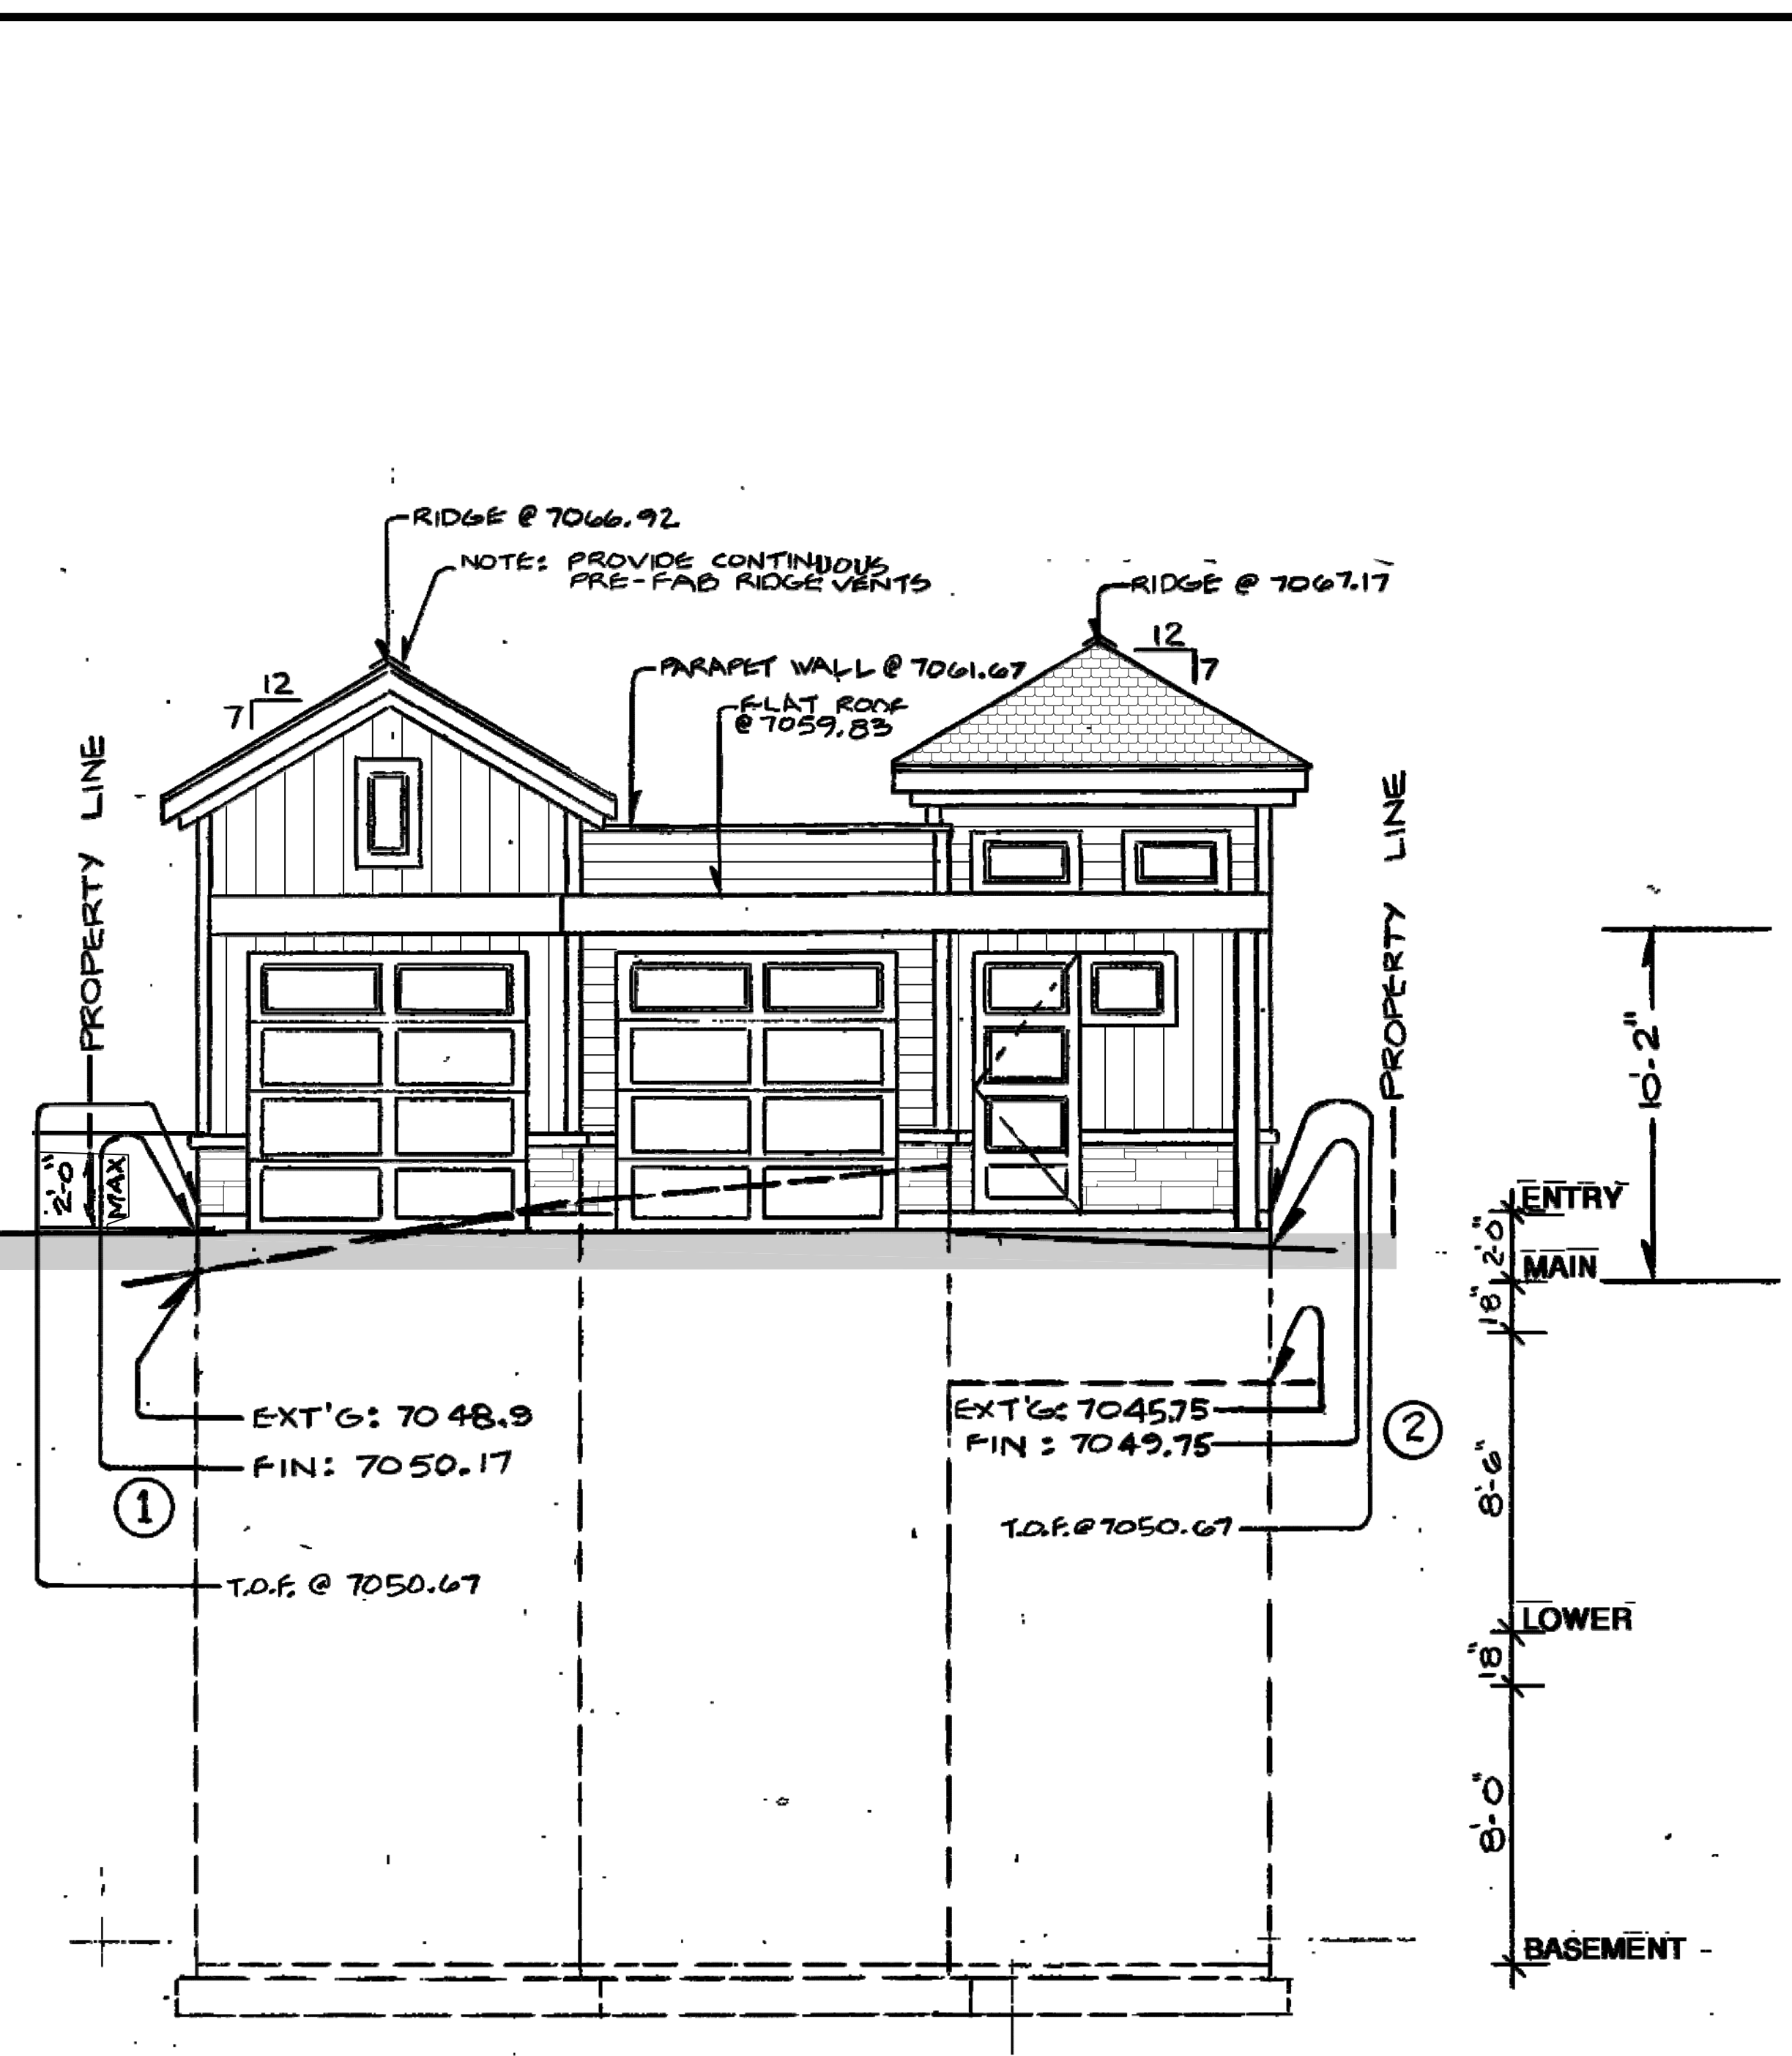 RIDGE @ 7066.92
NOTE: PROVIDE CONTINUOUS
PRE-FAB RIDGE VENTS
RIDGE @ 7067.17
12
7
PARAPET WALL @ 7061.67
FLAT ROOF
@ 7059.83
12
7
PROPERTY LINE
PROPERTY LINE
10'-2"
2'-0"
MAX
ENTRY
2'-0"
MAIN
18"
EXT'G: 7048.9
FIN: 7050.17
1
T.O.F. @ 7050.67
EXT'G: 7045.75
FIN : 7049.75
2
T.O.F. @ 7050.67
8'-6"
LOWER
18"
8'-0"
BASEMENT